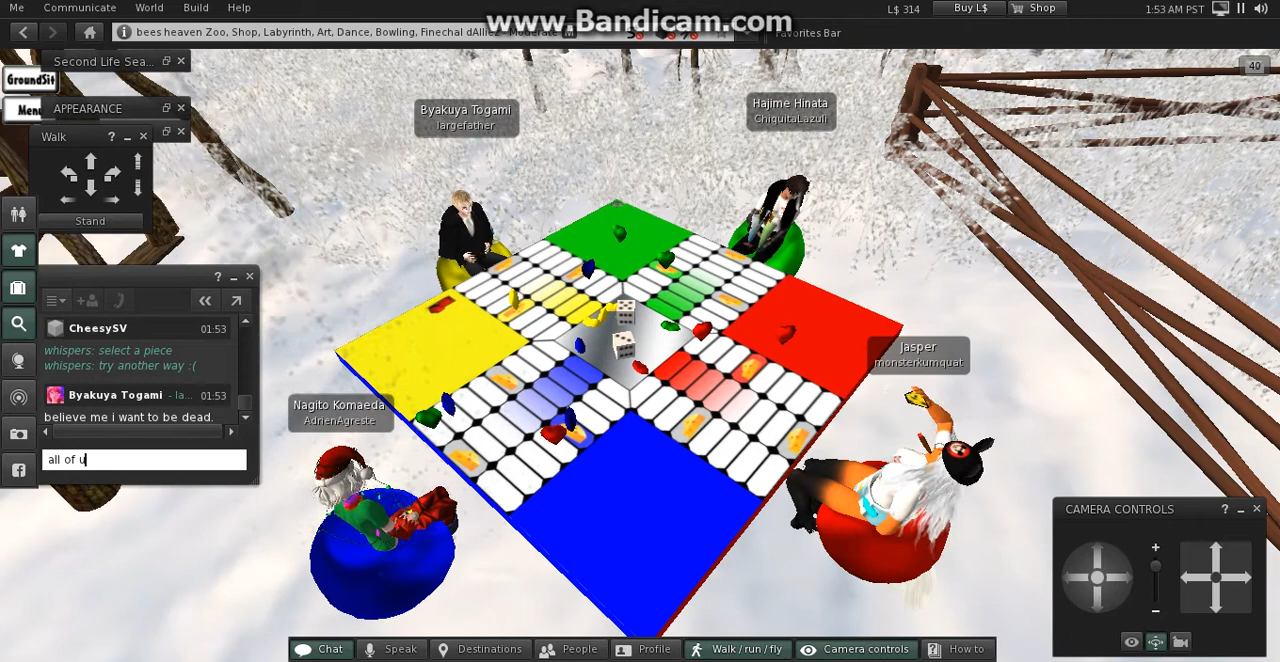 Me Communicate World Build Help
www.Bandicam.com
L$ 314 Buy L$ Shop 1:53 AM PST
bees heaven Zoo, Shop, Labyrinth, Art, Dance, Bowling, Finechal dAlliez - Moderate
Favorites Bar
Second Life Sea...
GroundSit
40
APPEARANCE
Menu
Walk ? _ ×
Stand
Byakuya Togami
largefather
Hajime Hinata
ChiquitaLazuli
Jasper
monsterkumquat
Nagito Komaeda
AdrienAgreste
CheesySV 01:53
whispers: select a piece
whispers: try another way :(
Byakuya Togami - la... 01:53
believe me i want to be dead.
all of u
CAMERA CONTROLS ? _ ×
Chat Speak Destinations People Profile Walk / run / fly Camera controls How to